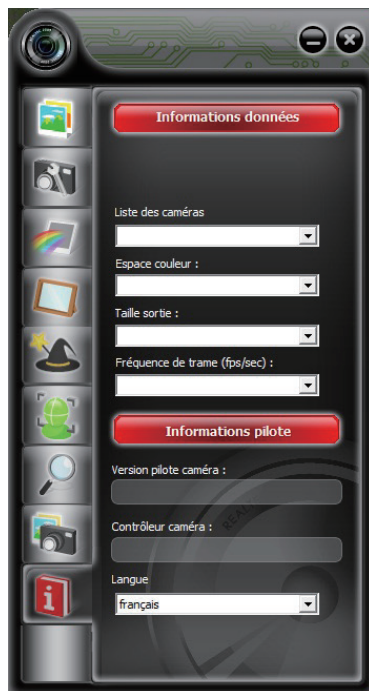 Informations données
Liste des caméras
Espace couleur :
Taille sortie :
Fréquence de trame (fps/sec) :
Informations pilote
Version pilote caméra :
Contrôleur caméra :
Langue
français